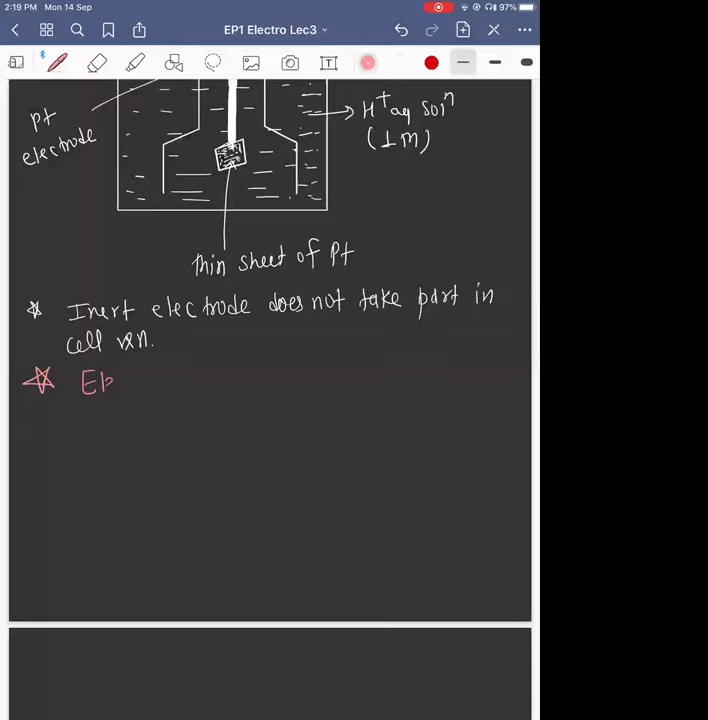 2:19 PM Mon 14 Sep
97%
EP1 Electro Lec3
T
Pt
electrode
H+ aq solⁿ
(1M)
Thin sheet of Pt
Inert electrode does not take part in
cell rxn.